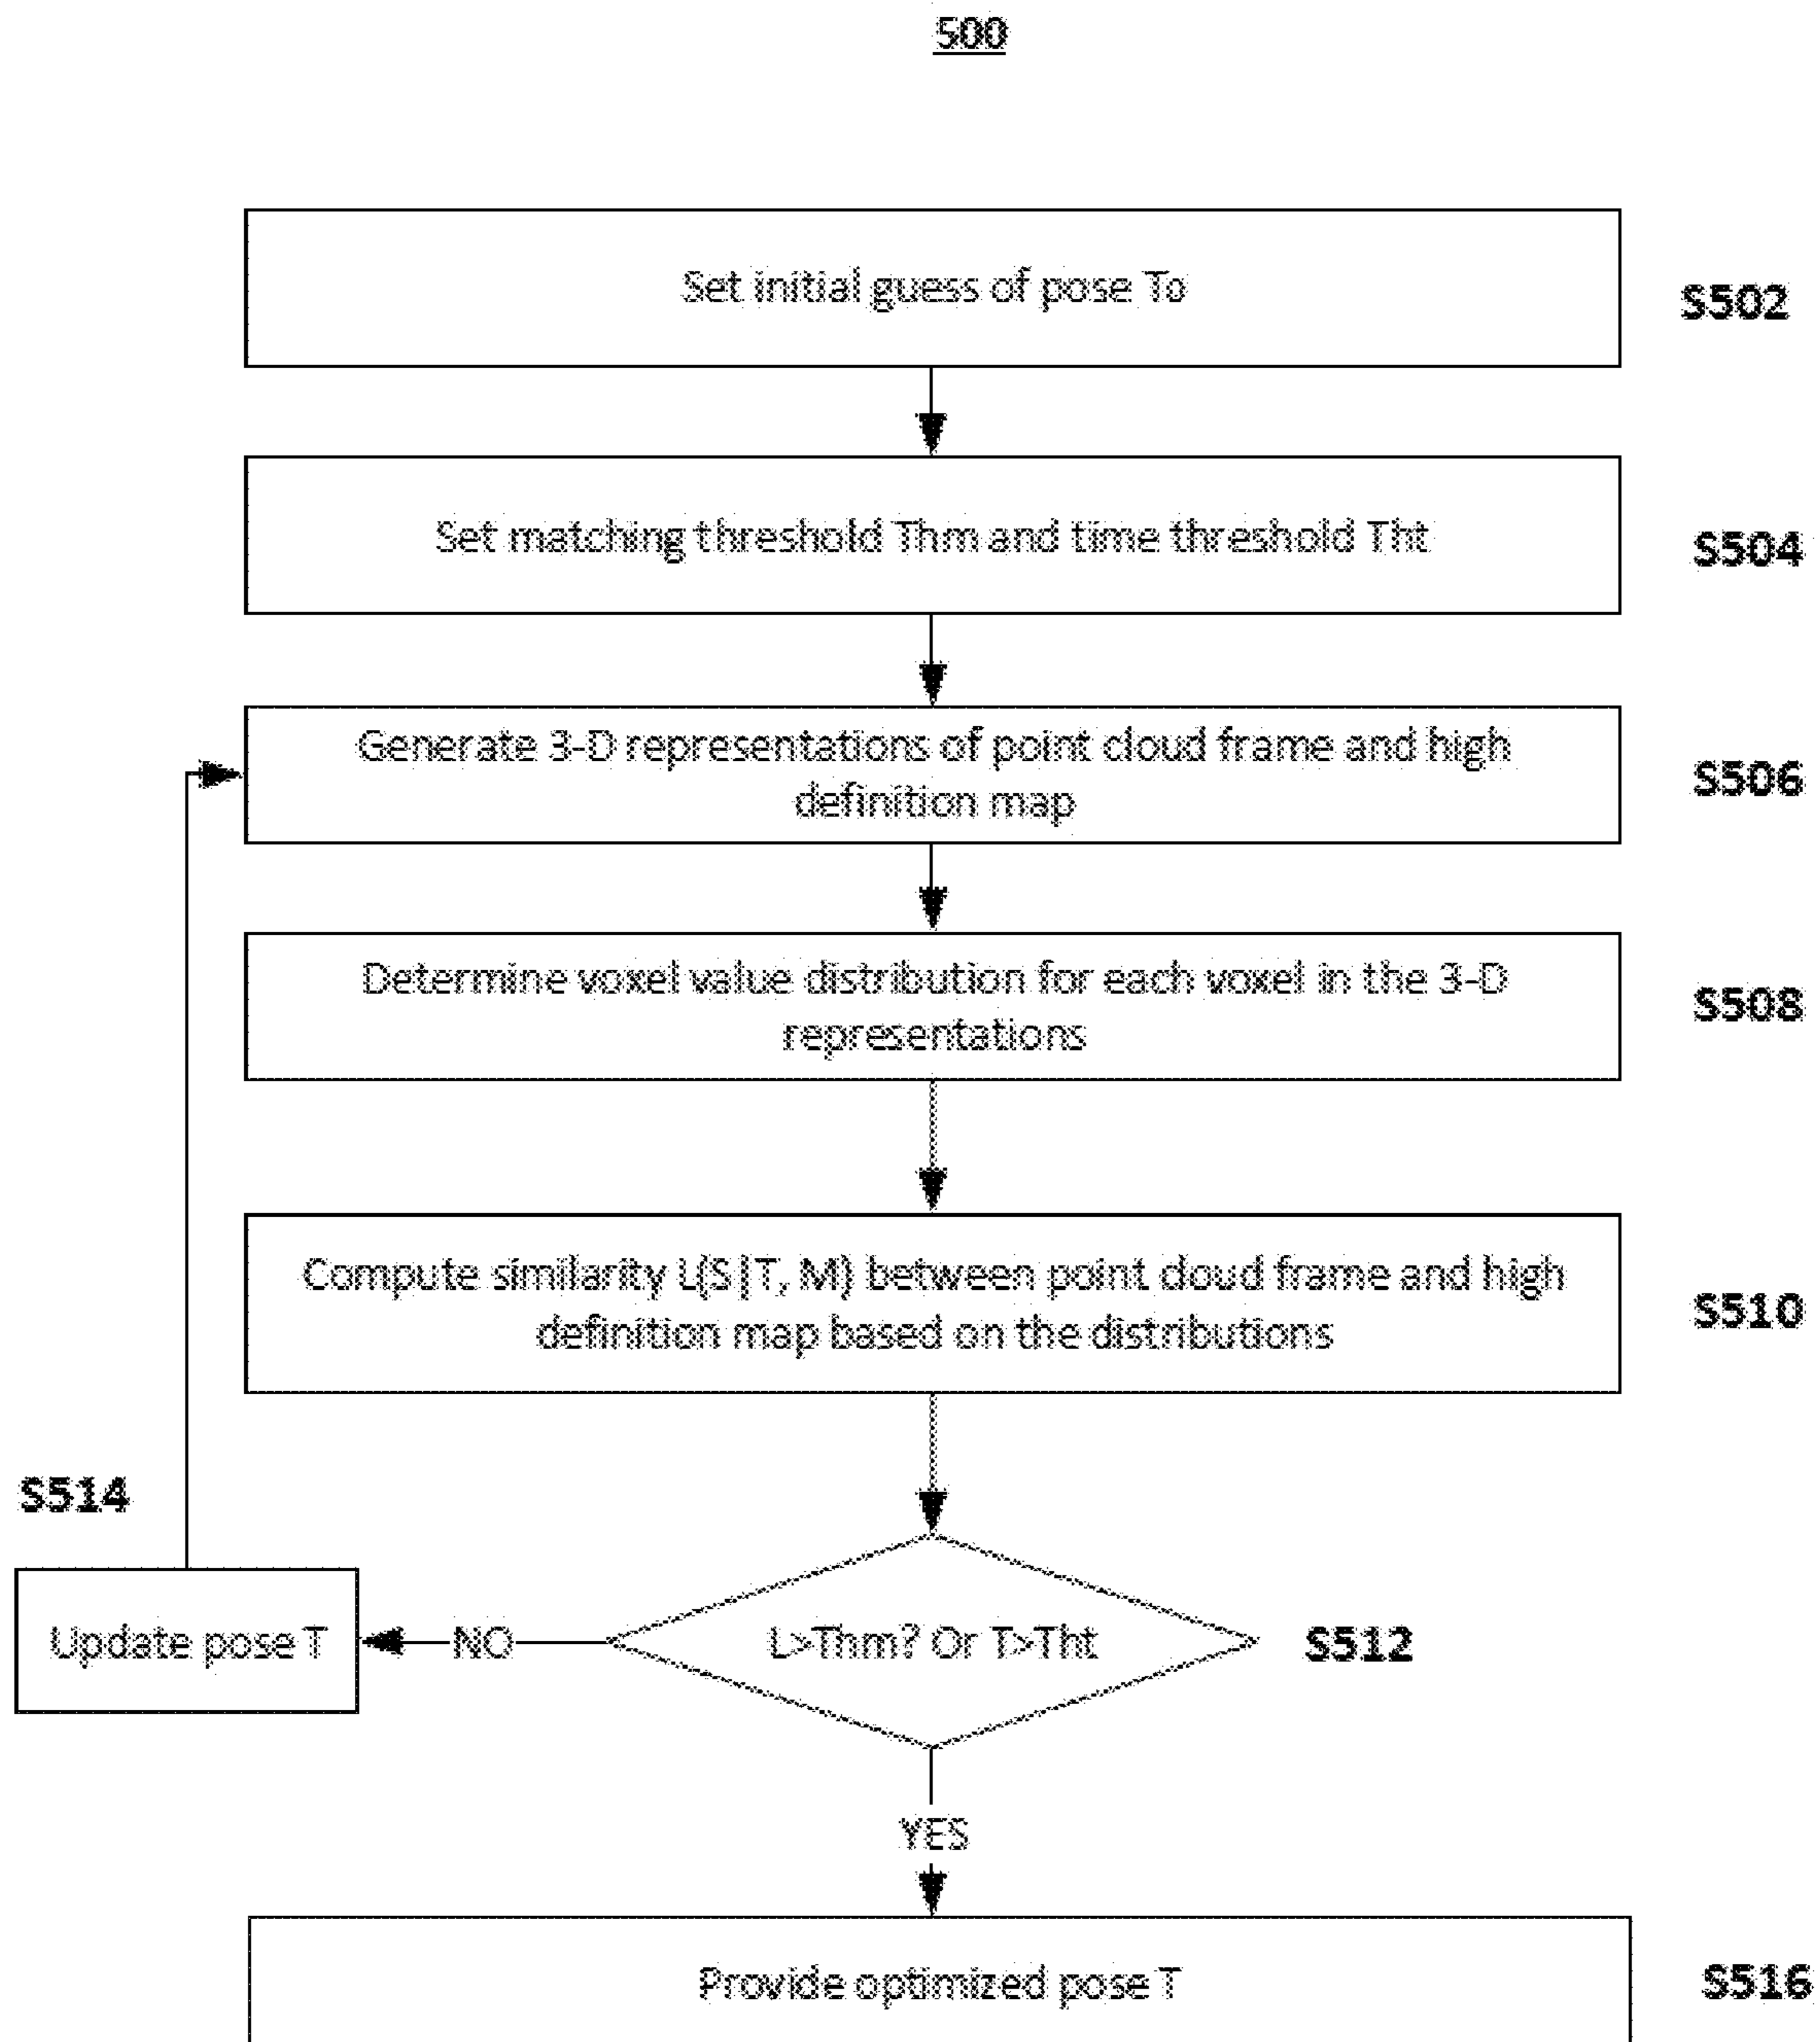 500
Set initial guess of pose To
S502
Set matching threshold Thm and time threshold Tht
S504
Generate 3-D representations of point cloud frame and high
definition map
S506
Determine voxel value distribution for each voxel in the 3-D
representations
S508
Compute similarity L(S|T, M) between point cloud frame and high
definition map based on the distributions
S510
S514
Update pose T
NO
L>Thm? Or T>Tht
S512
YES
Provide optimized pose T
S516